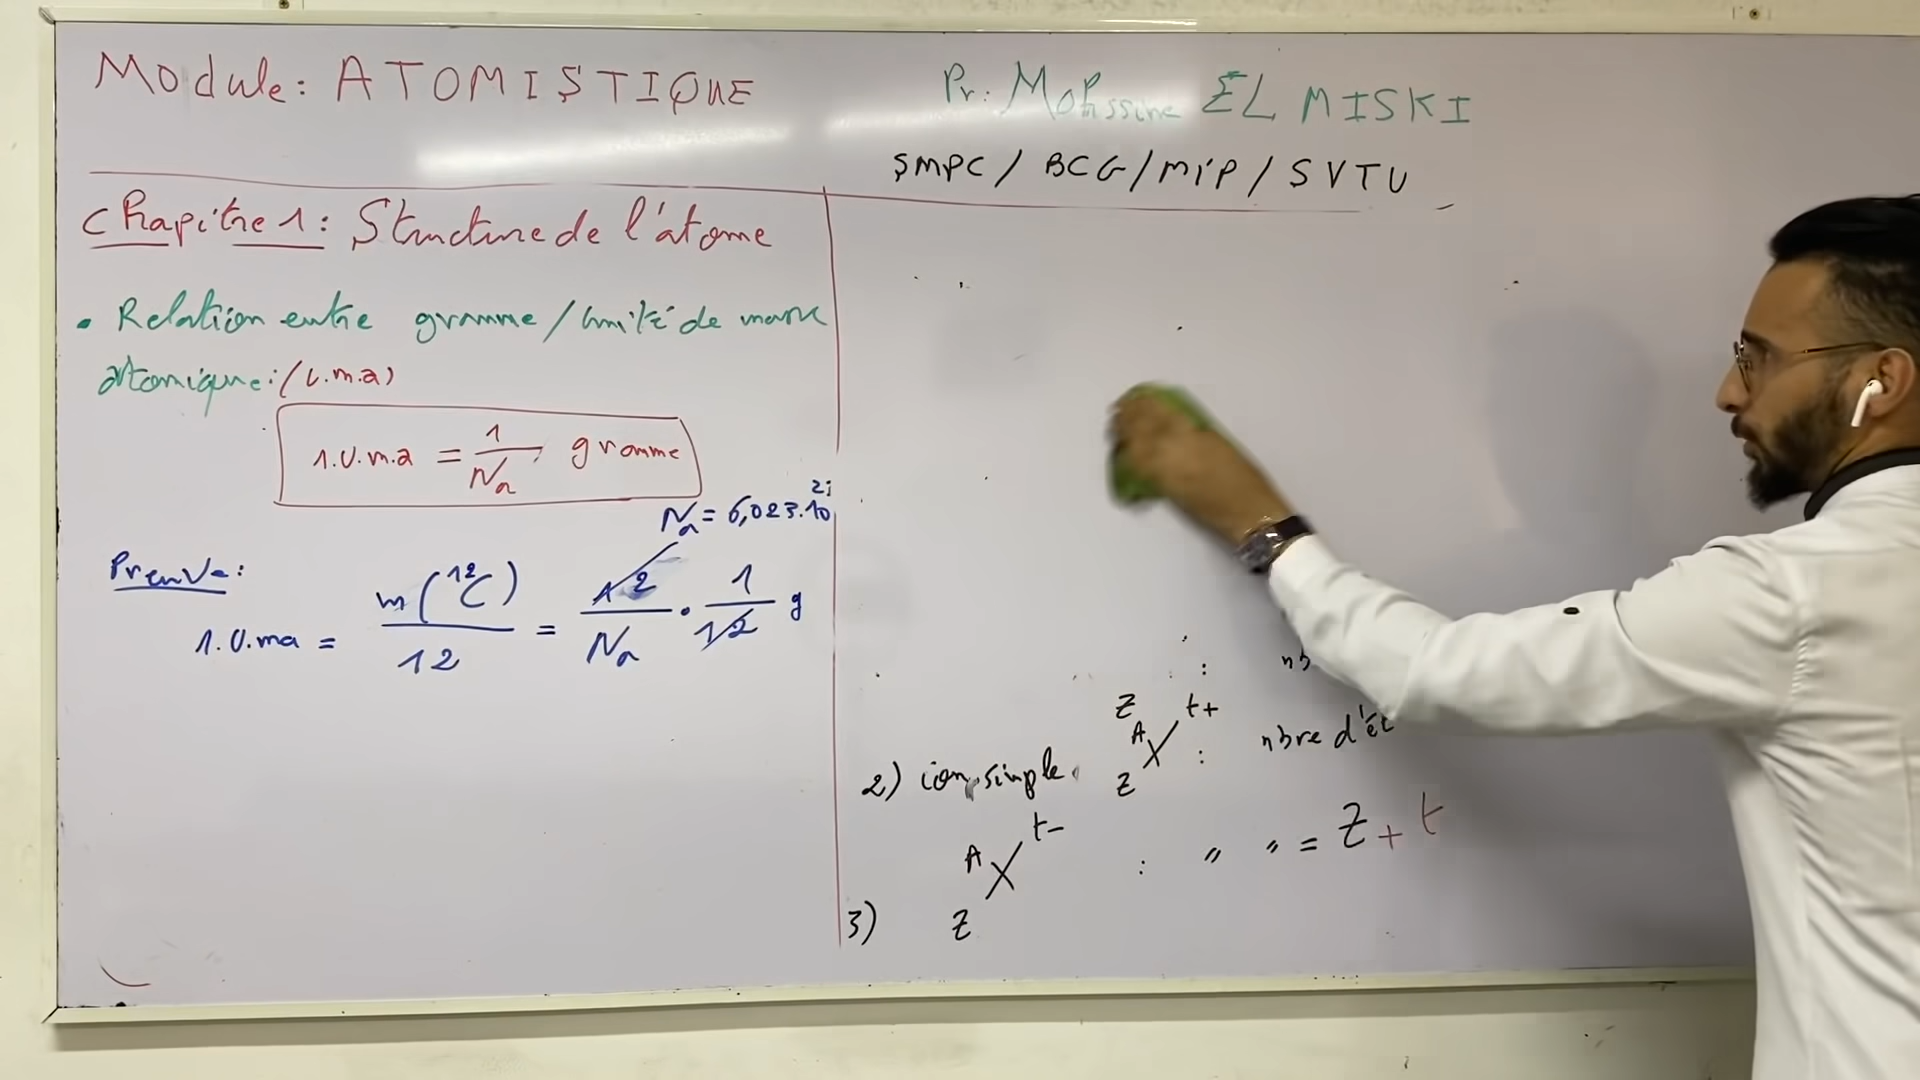 Module: ATOMISTIQUE
Pr: Mohssine EL MISKI
SMPC / BCG / MIP / SVTU
Chapitre 1: Structure de l'atome
• Relation entre gramme / Unité de masse
atomique: (U.m.a)
1.U.m.a = 1/Na gramme
Na = 6,023.10^23
Preuve:
1.U.ma = m(¹²C)/12 = 12/Na • 1/12 g
: nb
Z
2) ion simple A Z X t+ : nbre d'él
3) A Z X t- : " " = Z + t